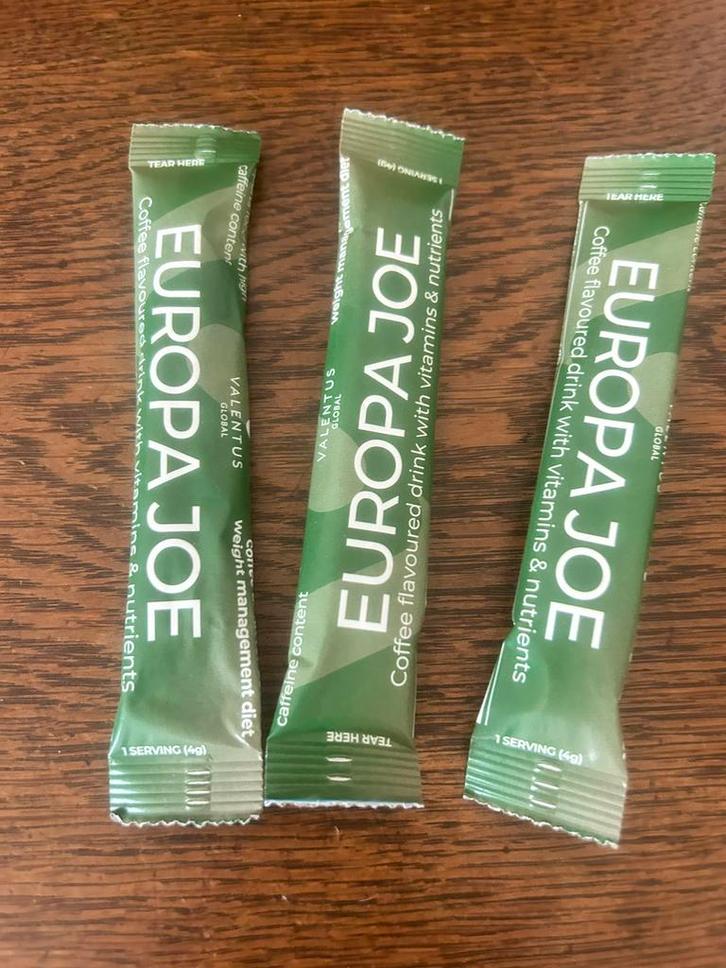 TEAR HERE
caffeine content
with high
EUROPA JOE
Coffee flavoured drink with vitamins & nutrients
VALENTUS
GLOBAL
weight management diet
1 SERVING (4g)
1 SERVING (4g)
weight management diet
VALENTUS
GLOBAL
EUROPA JOE
Coffee flavoured drink with vitamins & nutrients
caffeine content
TEAR HERE
TEAR HERE
EUROPA JOE
Coffee flavoured drink with vitamins & nutrients
GLOBAL
1 SERVING (4g)